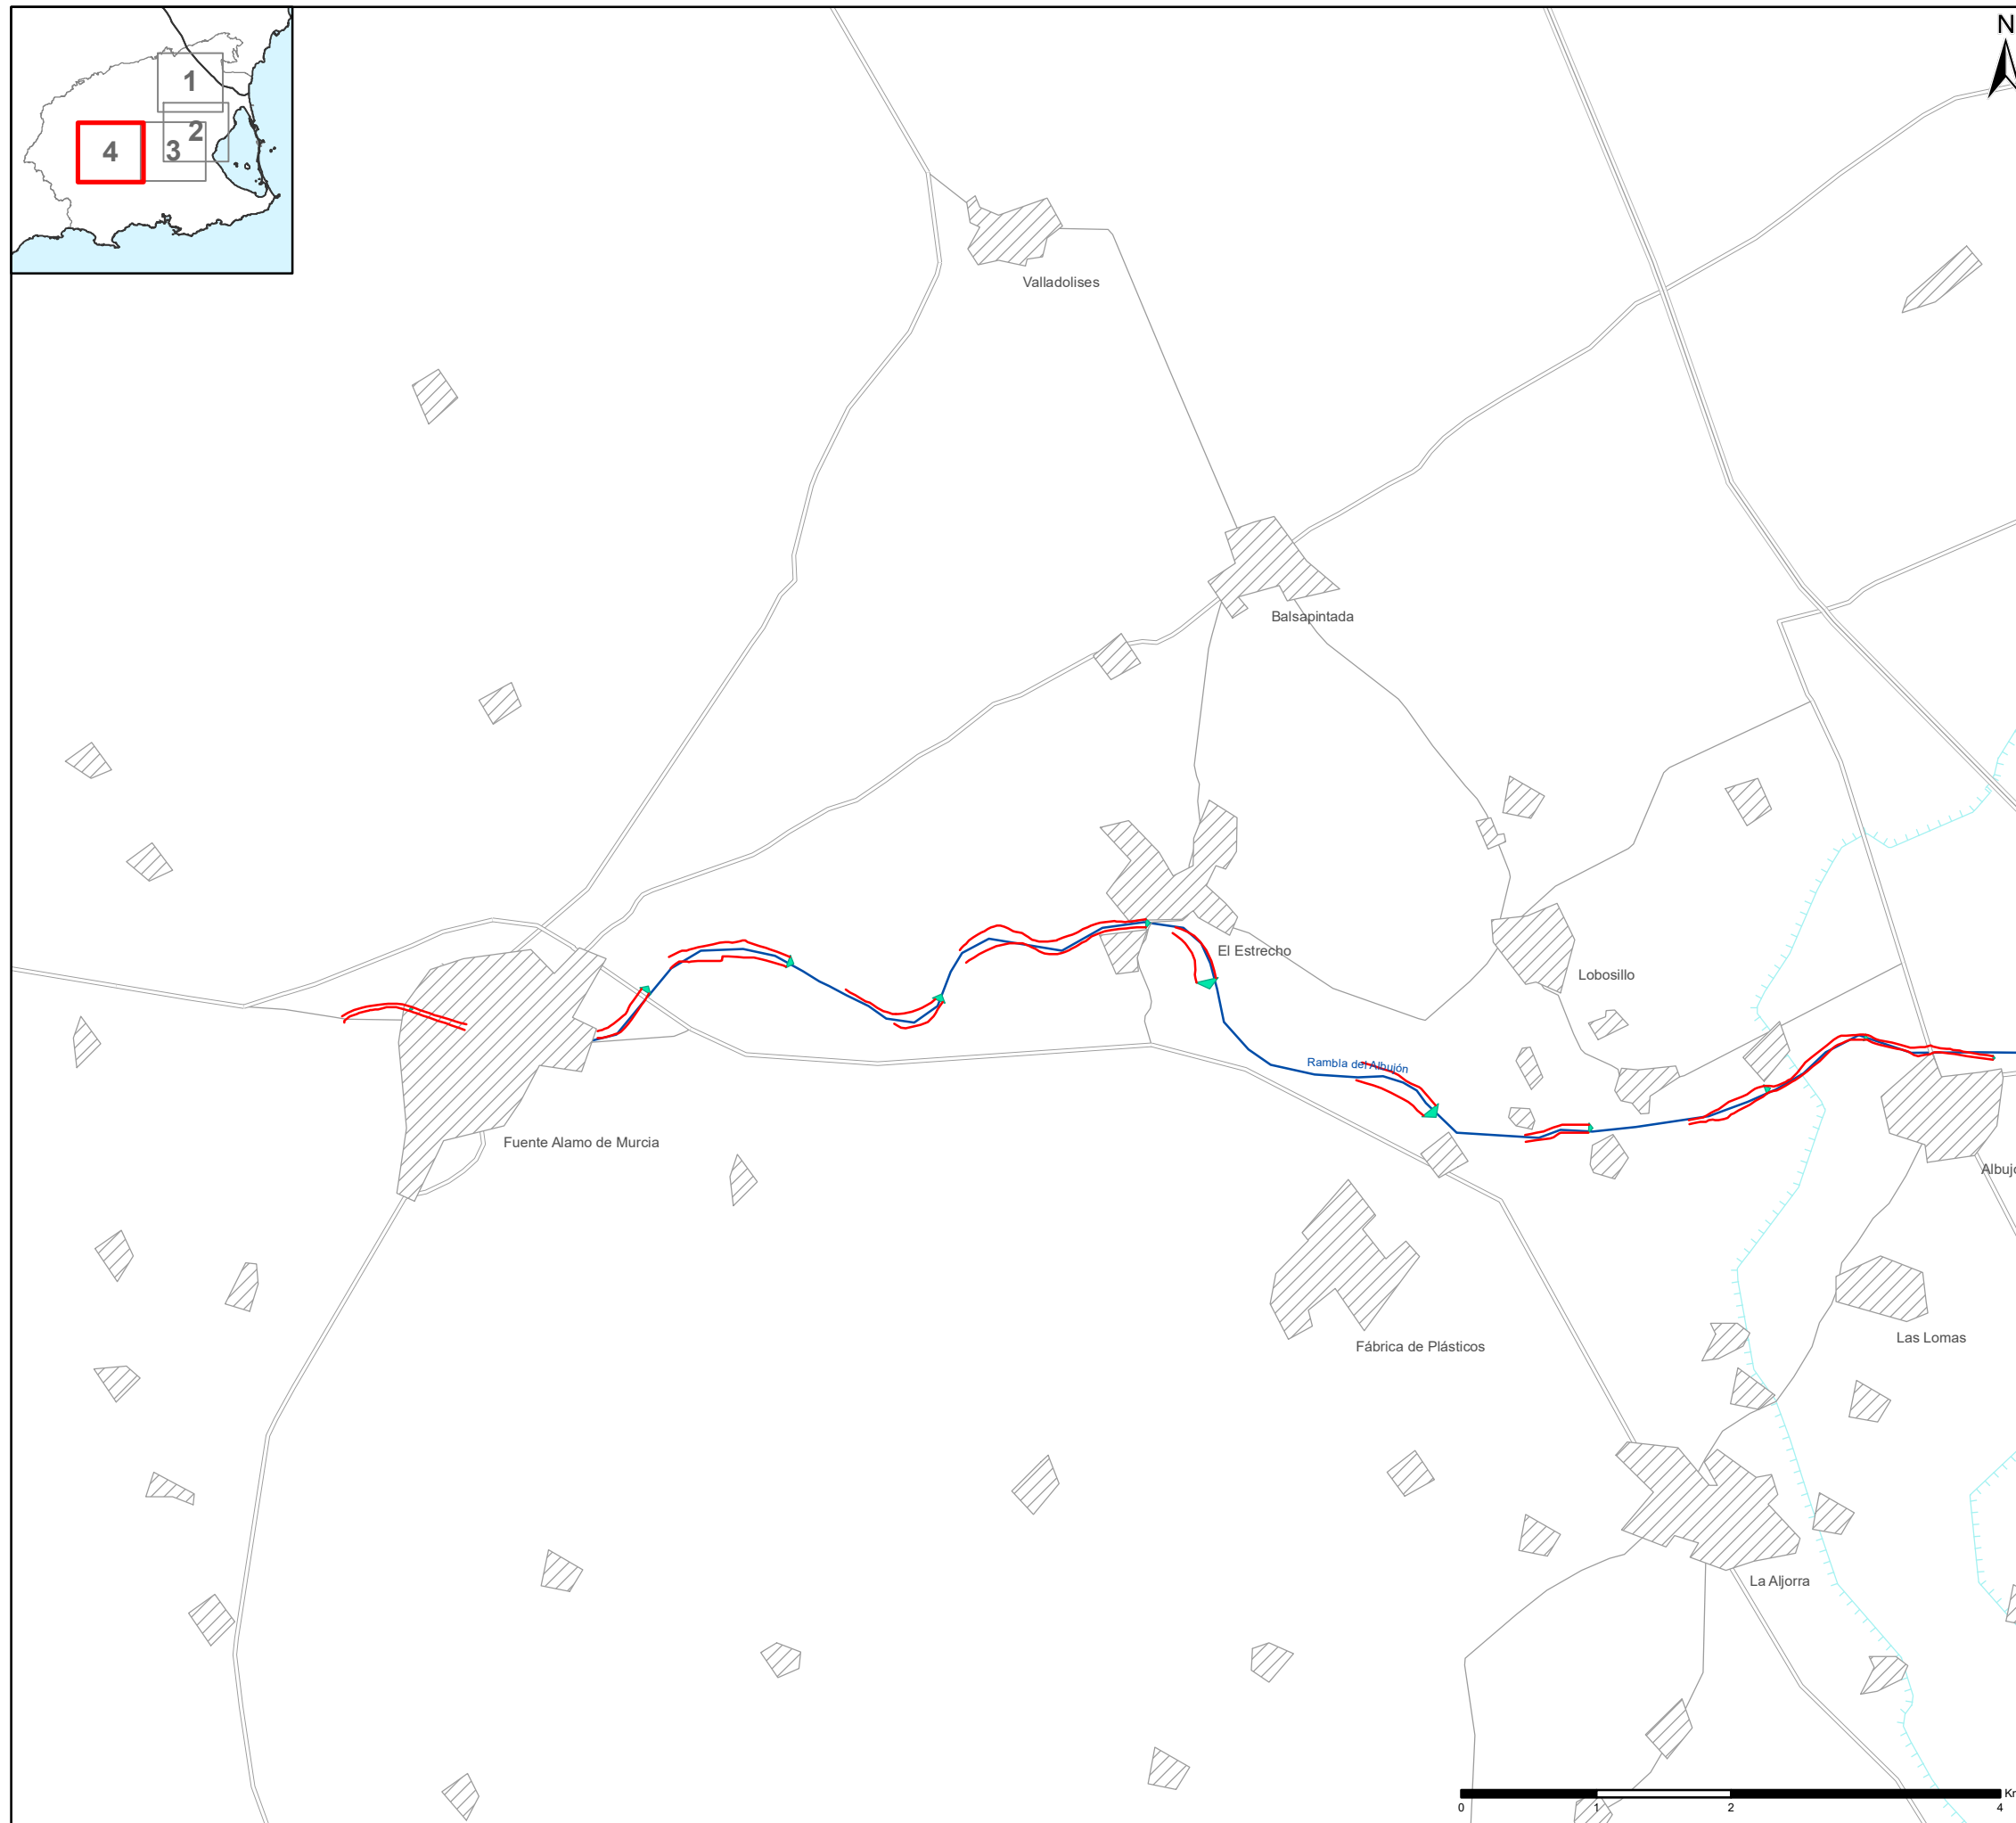 N
1
2
3
4
Valladolises
Balsapintada
El Estrecho
Lobosillo
Rambla del Albujón
Fuente Alamo de Murcia
Fábrica de Plásticos
Las Lomas
La Aljorra
0
1
2
4